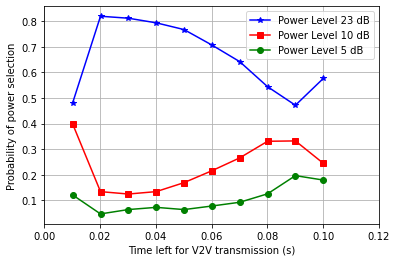 Power Level 23 dB
Power Level 10 dB
Power Level 5 dB
Probability of power selection
0.8
0.7
0.6
0.5
0.4
0.3
0.2
0.1
0.00 0.02 0.04 0.06 0.08 0.10 0.12
Time left for V2V transmission (s)